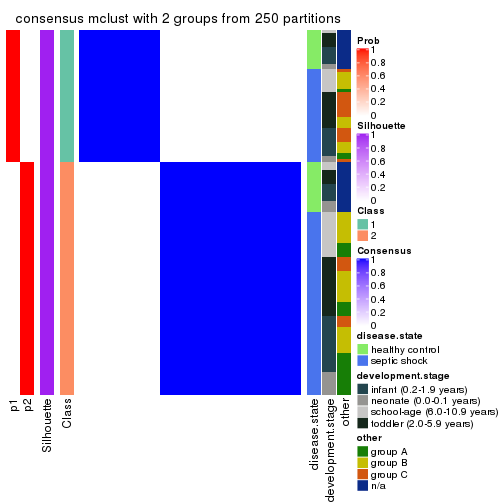 consensus mclust with 2 groups from 250 partitions
Prob
1
0.8
0.6
0.4
0.2
0
Silhouette
1
0.8
0.6
0.4
0.2
0
Class
1
2
Consensus
1
0.8
0.6
0.4
0.2
0
disease.state
healthy control
septic shock
development.stage
infant (0.2-1.9 years)
neonate (0.0-0.1 years)
school-age (6.0-10.9 years)
toddler (2.0-5.9 years)
other
group A
group B
group C
n/a
p1
p2
Silhouette
Class
disease.state
development.stage
other